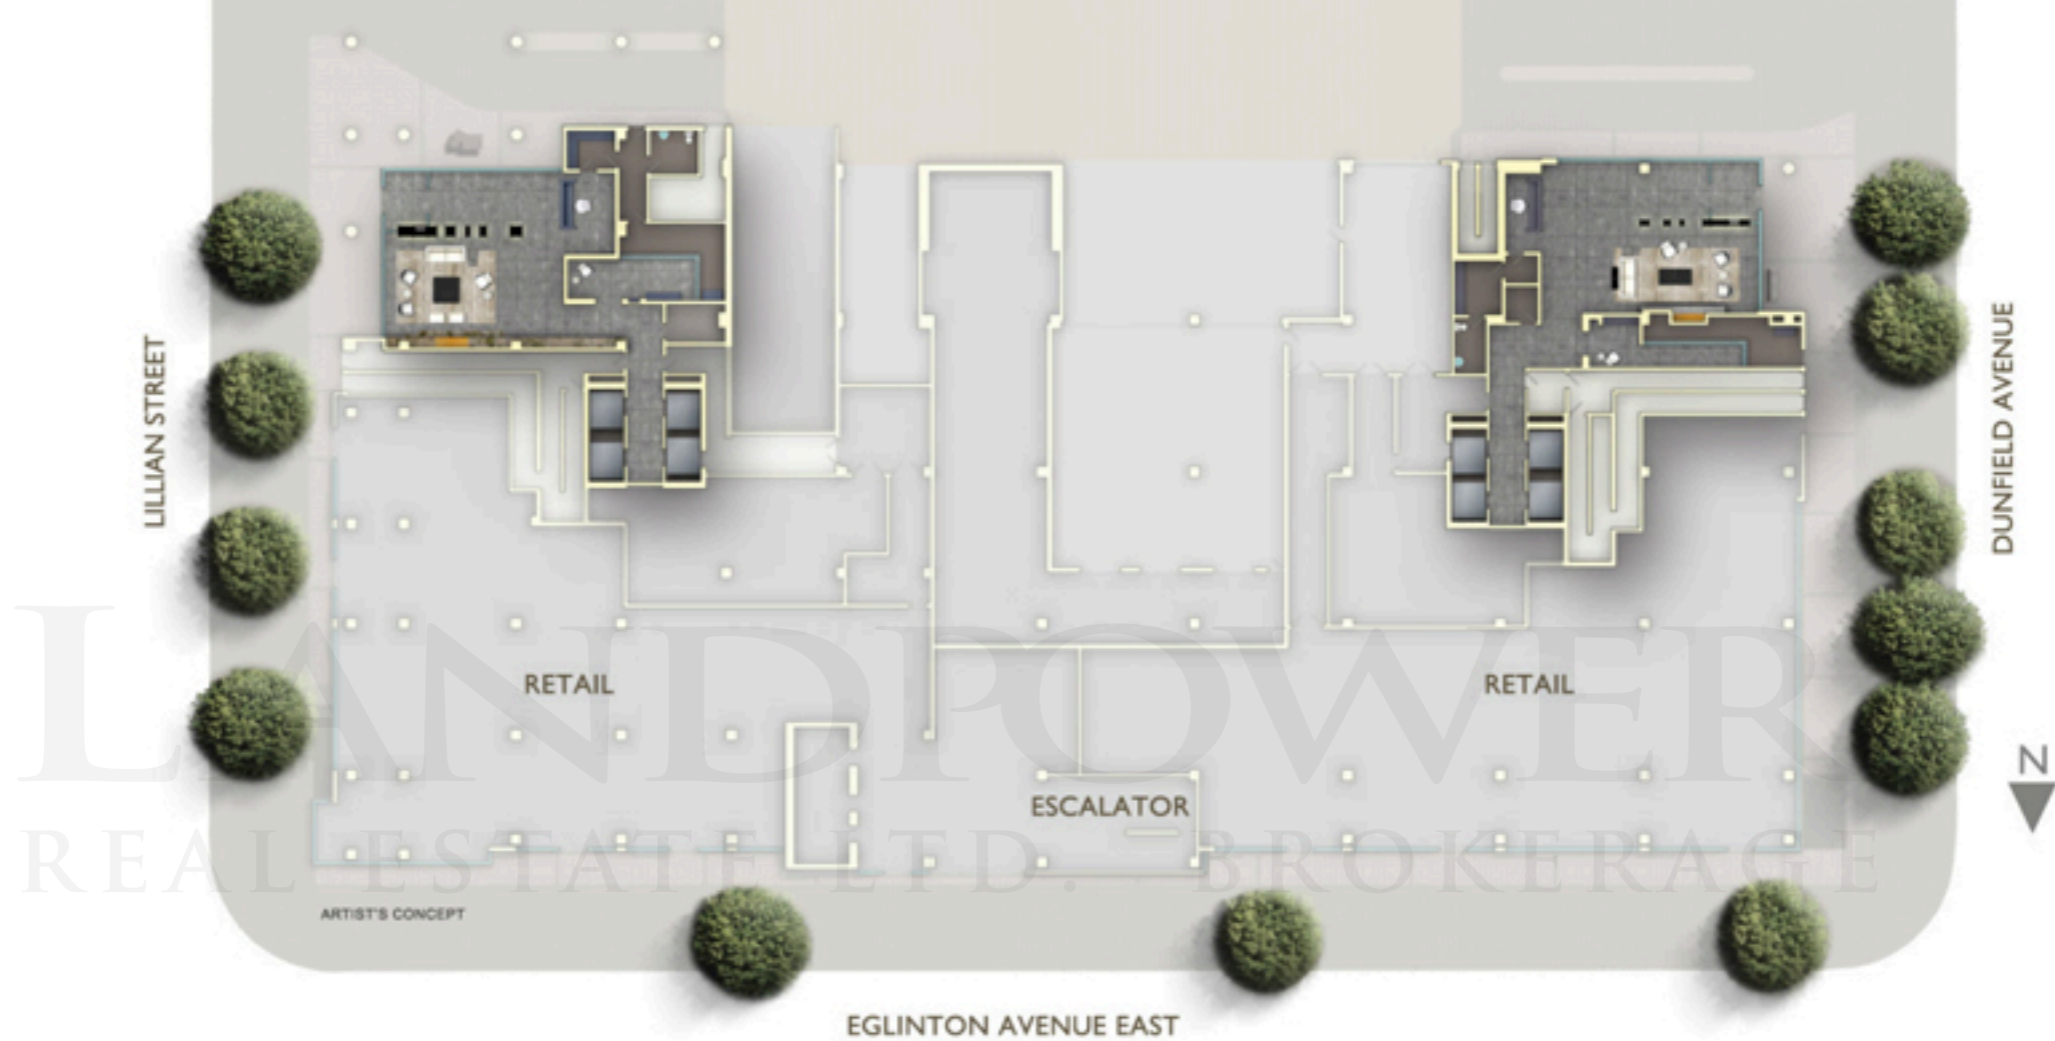 LILLIAN STREET
DUNFIELD AVENUE
RETAIL
RETAIL
N
ESCALATOR
LANDPOWER
REAL ESTATE LTD. BROKERAGE
ARTIST'S CONCEPT
EGLINTON AVENUE EAST